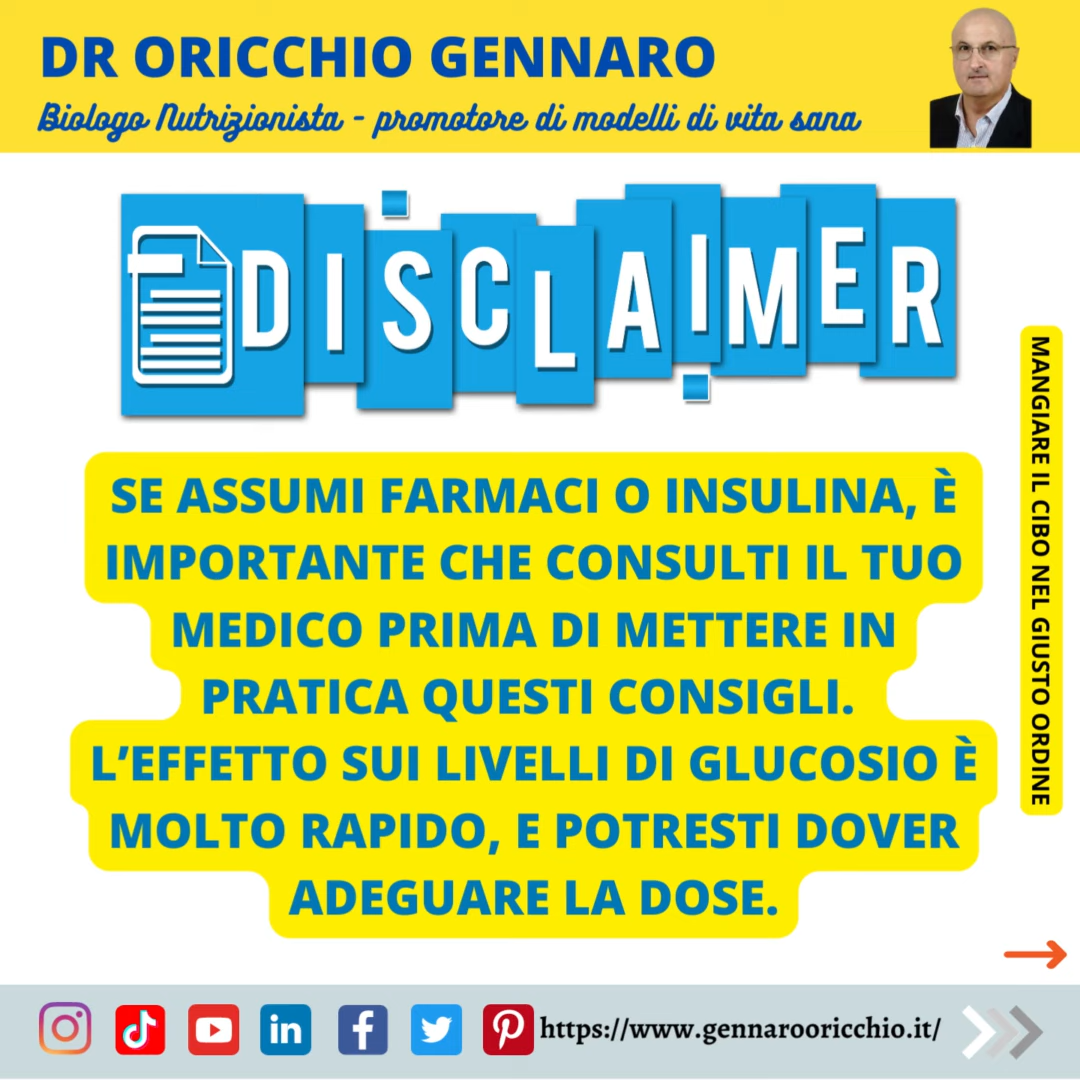 DR ORICCHIO GENNARO
Biologo Nutrizionista - promotore di modelli di vita sana
DISCLAIMER
SE ASSUMI FARMACI O INSULINA, È
IMPORTANTE CHE CONSULTI IL TUO
MEDICO PRIMA DI METTERE IN
PRATICA QUESTI CONSIGLI.
L’EFFETTO SUI LIVELLI DI GLUCOSIO È
MOLTO RAPIDO, E POTRESTI DOVER
ADEGUARE LA DOSE.
MANGIARE IL CIBO NEL GIUSTO ORDINE
https://www.gennarooricchio.it/